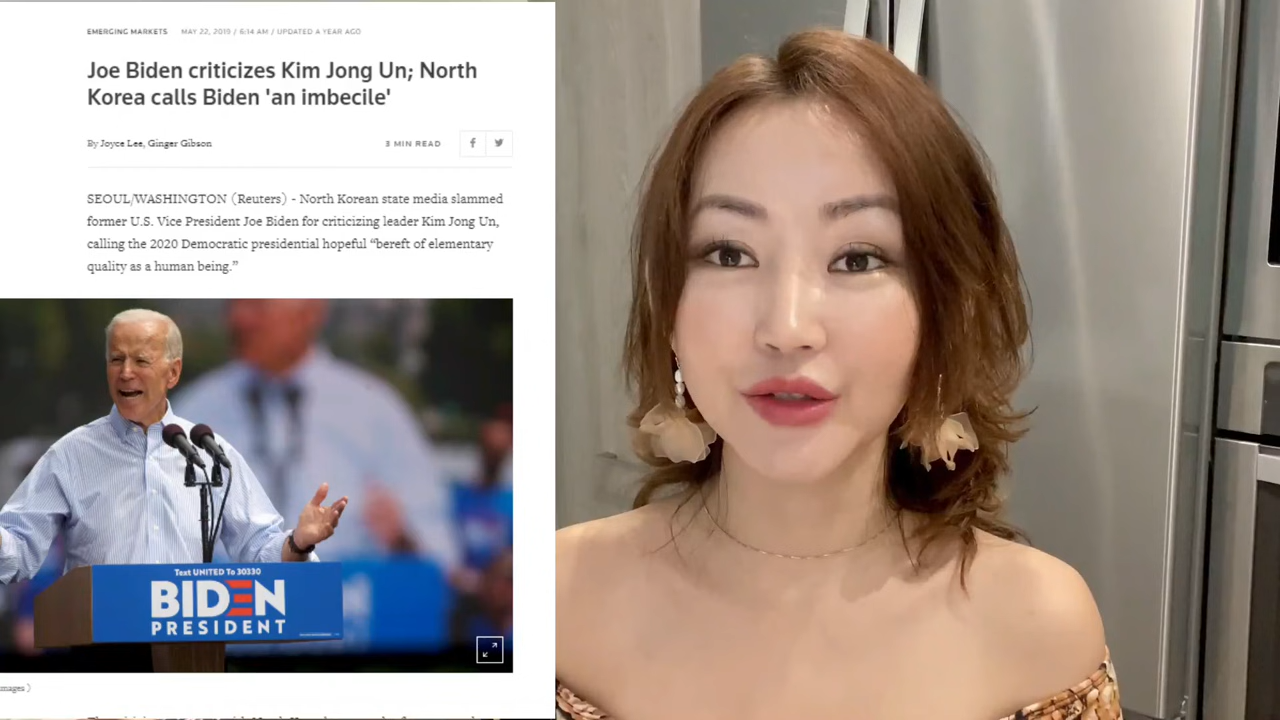 EMERGING MARKETS MAY 22, 2019 / 6:14 AM / UPDATED A YEAR AGO
Joe Biden criticizes Kim Jong Un; North
Korea calls Biden 'an imbecile'
By Joyce Lee, Ginger Gibson
3 MIN READ
SEOUL/WASHINGTON (Reuters) - North Korean state media slammed
former U.S. Vice President Joe Biden for criticizing leader Kim Jong Un,
calling the 2020 Democratic presidential hopeful “bereft of elementary
quality as a human being.”
Text UNITED To 30330
BIDEN
PRESIDENT